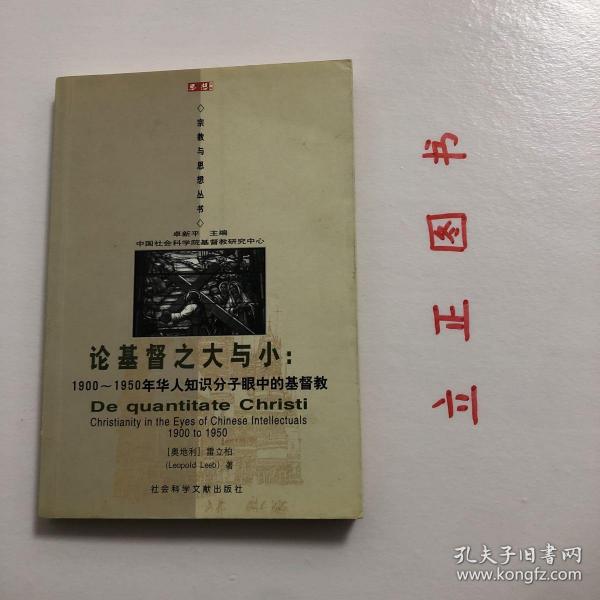 思想
◇宗教与思想丛书◇
卓新平 主编
中国社会科学院基督教研究中心
论基督之大与小：
1900～1950年华人知识分子眼中的基督教
De quantitate Christi
Christianity in the Eyes of Chinese Intellectuals
1900 to 1950
[奥地利] 雷立柏
(Leopold Leeb) 著
社会科学文献出版社
立正图书
孔夫子旧书网
www.kongfz.com